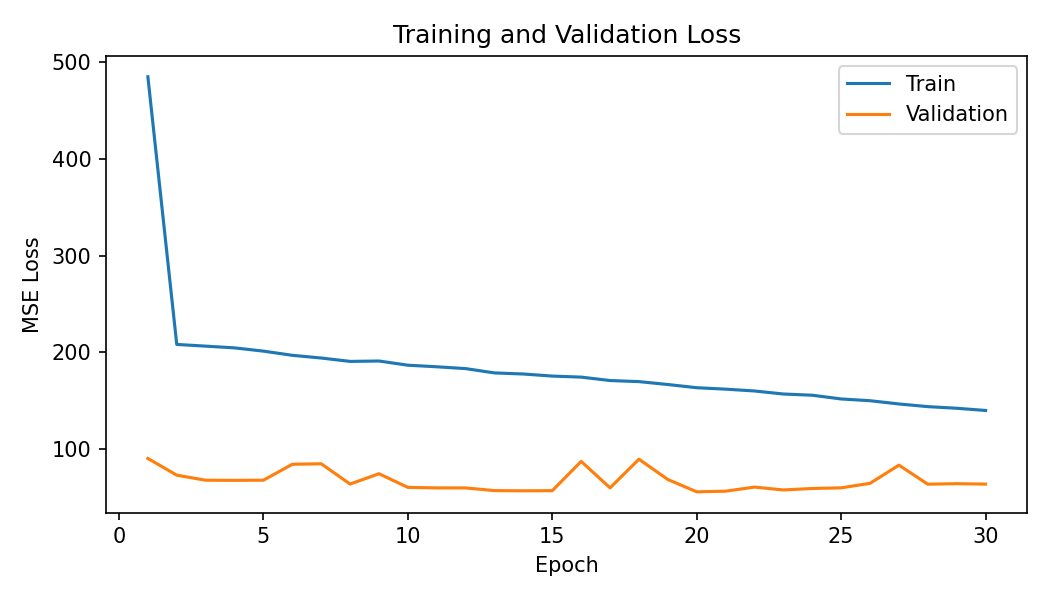 Training and Validation Loss
500
400
300
200
100
MSE Loss
Train
Validation
0 5 10 15 20 25 30
Epoch